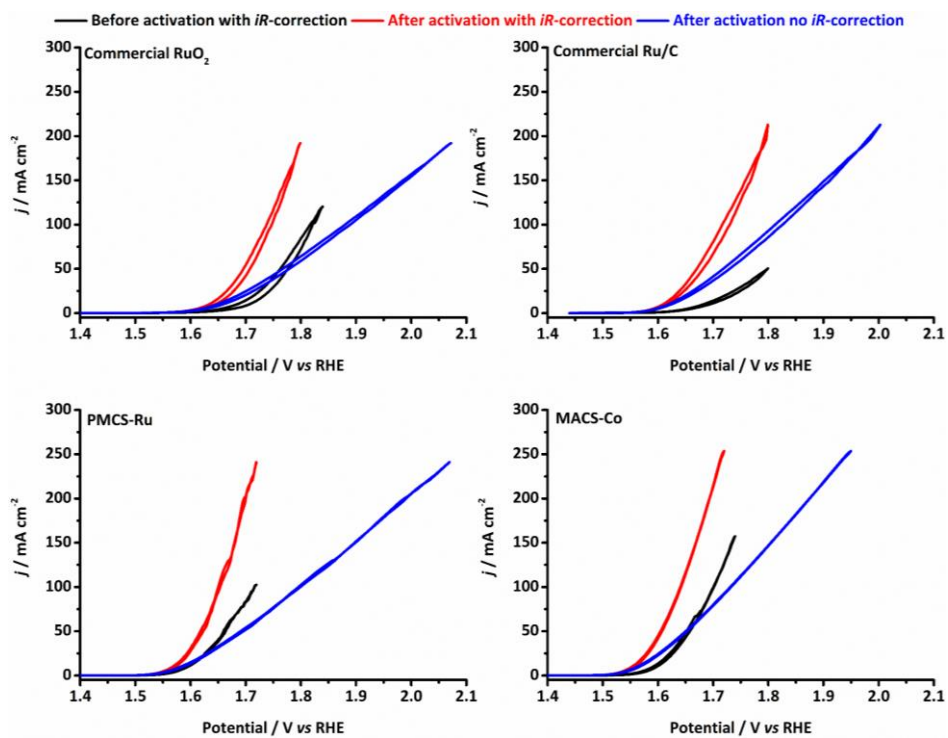 Before activation with iR-correction After activation with iR-correction After activation no iR-correction
Commercial RuO₂
300
250
200
150
100
50
0
j / mA cm⁻²
1.4 1.5 1.6 1.7 1.8 1.9 2.0 2.1
Potential / V vs RHE
Commercial Ru/C
300
250
200
150
100
50
0
j / mA cm⁻²
1.4 1.5 1.6 1.7 1.8 1.9 2.0 2.1
Potential / V vs RHE
PMCS-Ru
300
250
200
150
100
50
0
j / mA cm⁻²
1.4 1.5 1.6 1.7 1.8 1.9 2.0 2.1
Potential / V vs RHE
MACS-Co
300
250
200
150
100
50
0
j / mA cm⁻²
1.4 1.5 1.6 1.7 1.8 1.9 2.0 2.1
Potential / V vs RHE